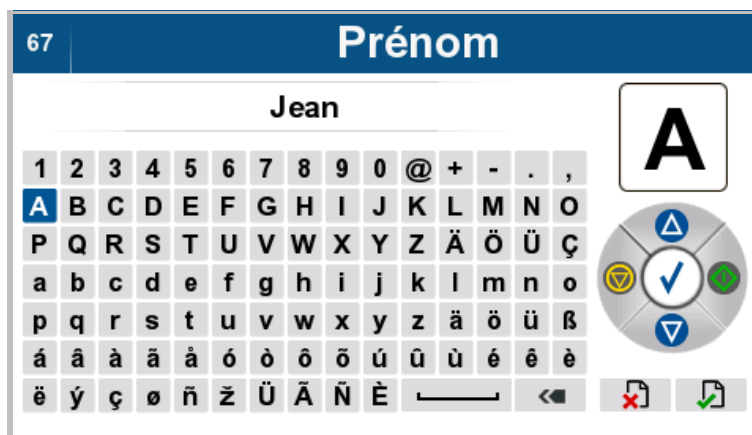 67
Prénom
Jean
A
1 2 3 4 5 6 7 8 9 0 @ + - . ,
A B C D E F G H I J K L M N O
P Q R S T U V W X Y Z Ä Ö Ü Ç
a b c d e f g h i j k l m n o
p q r s t u v w x y z ä ö ü ß
á â à ã å ó ò ô õ ú û ù é ê è
ë ý ç ø ñ ž Ü Ã Ñ È